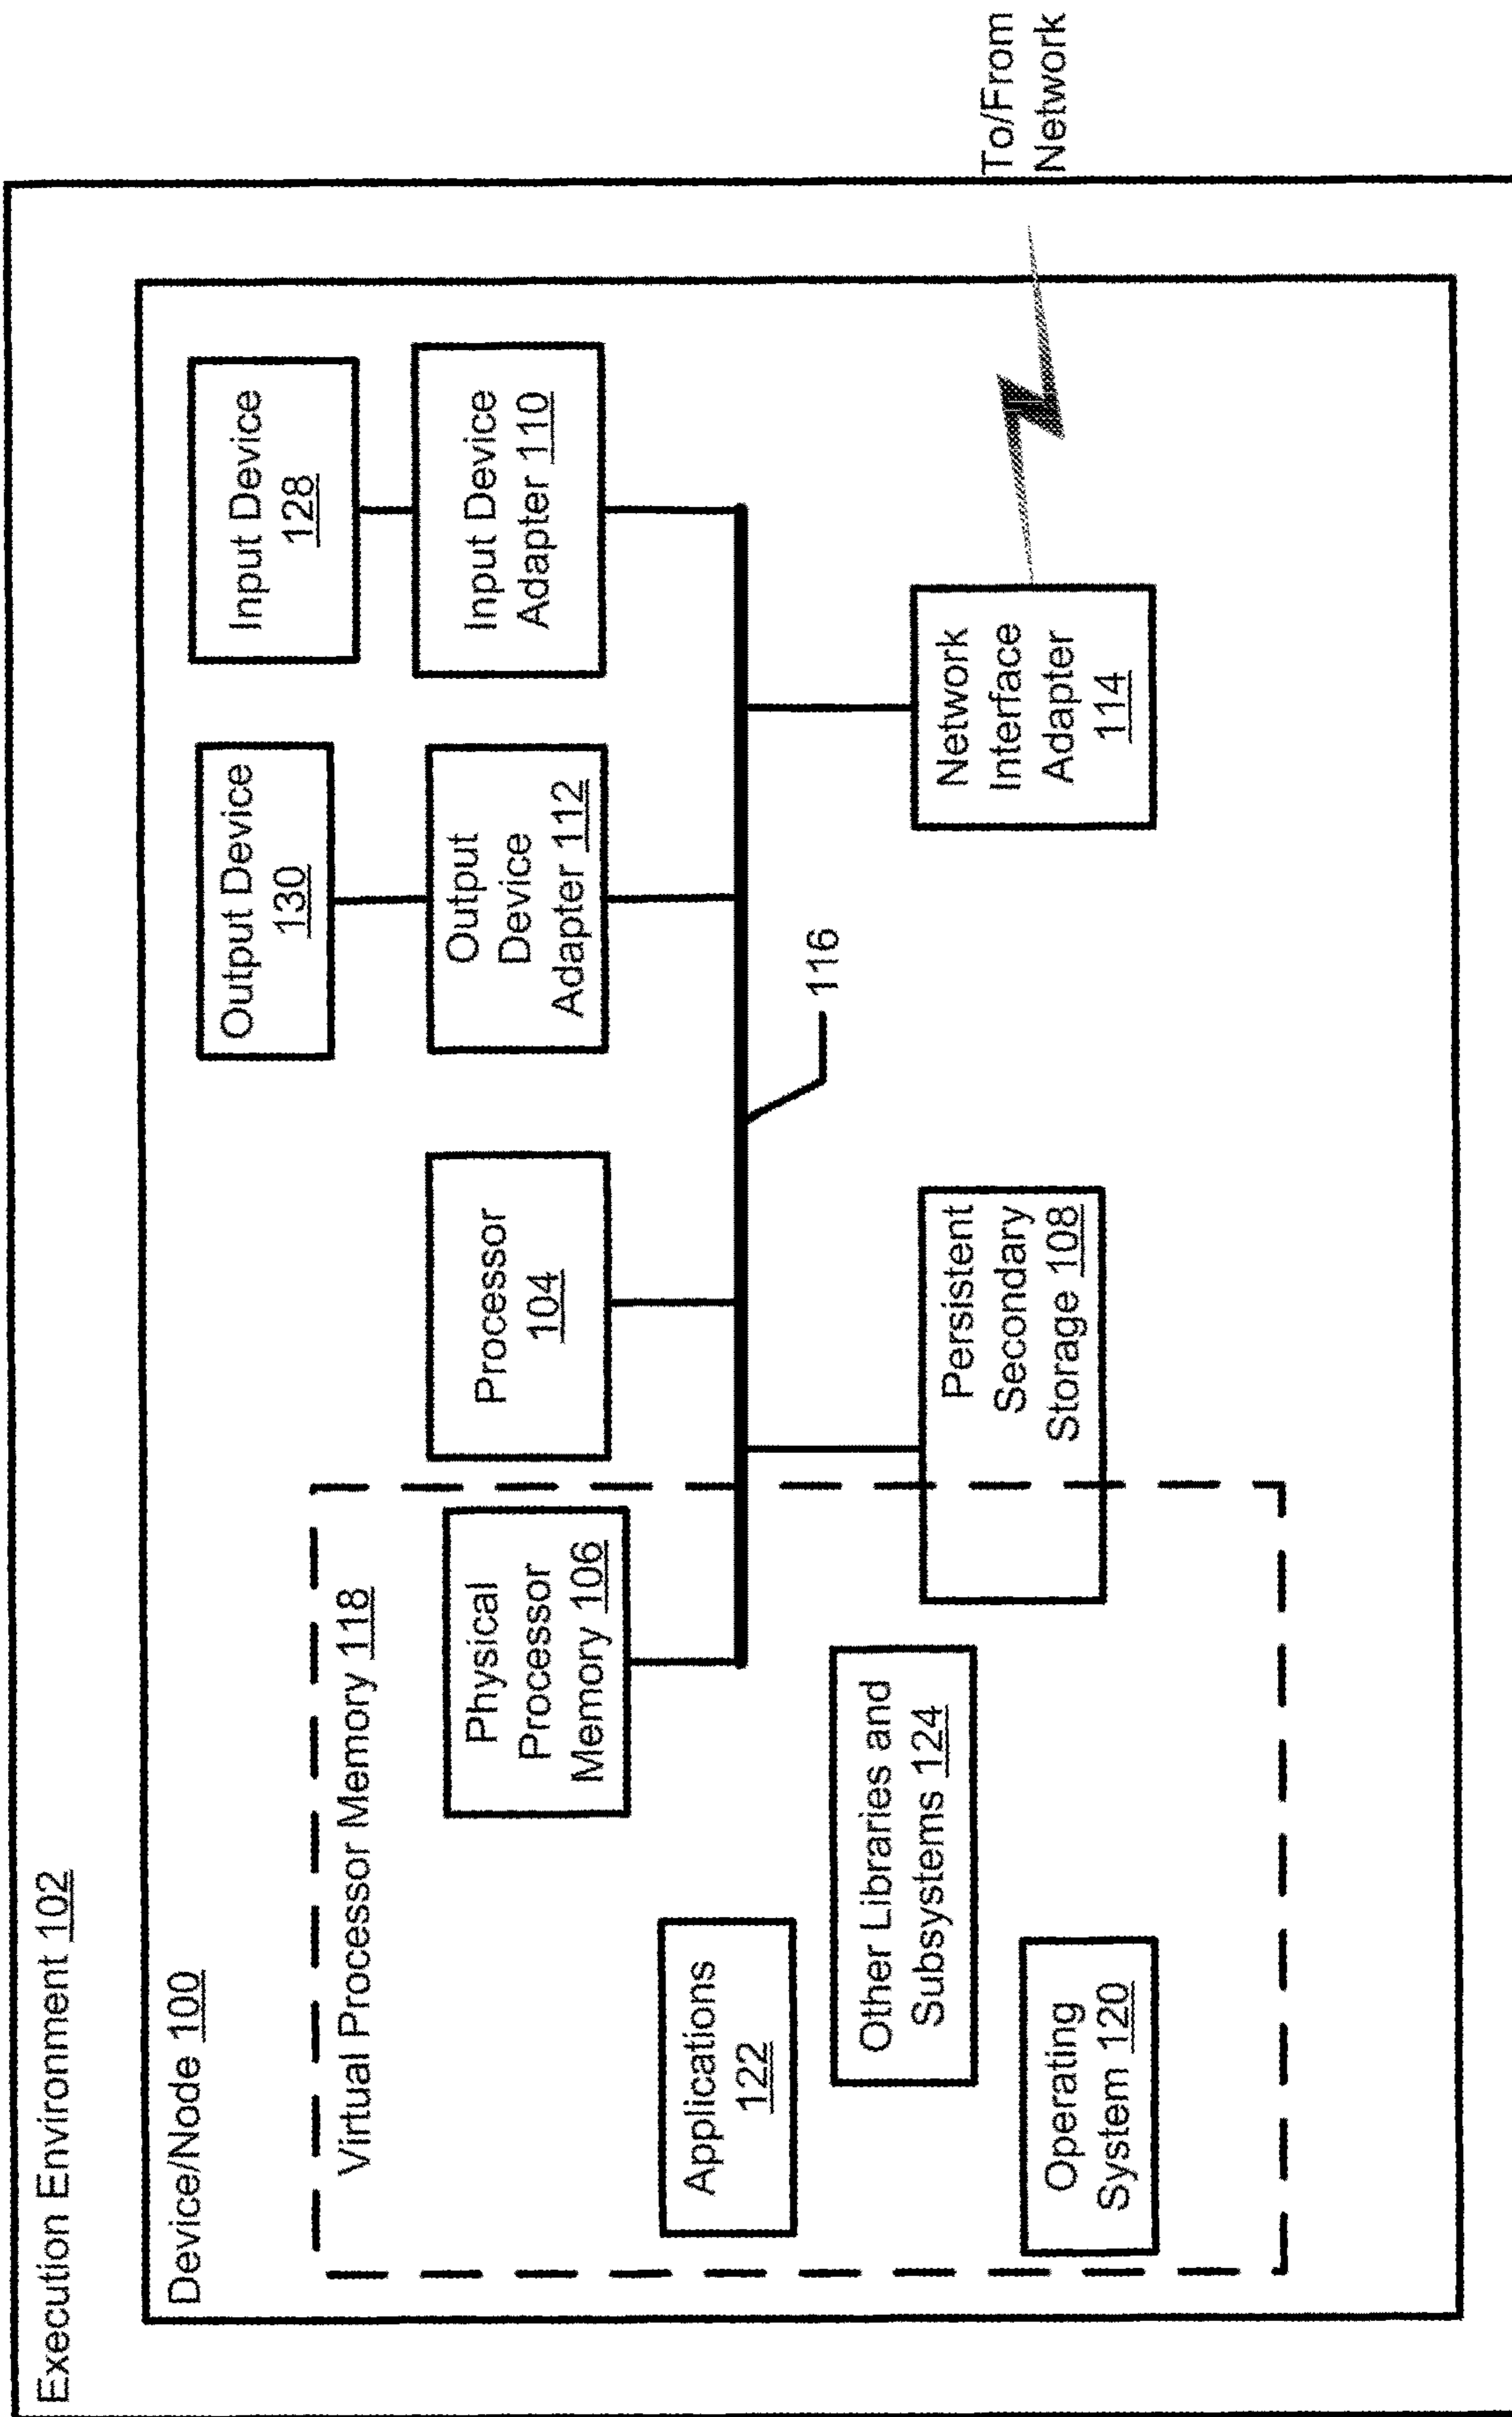 Execution Environment 102
Device/Node 100
Virtual Processor Memory 118
Physical
Processor
Memory 106
Processor
104
Output Device
130
Output
Device
Adapter 112
Input Device
128
Input Device
Adapter 110
Applications
122
Other Libraries and
Subsystems 124
Operating
System 120
116
Persistent
Secondary
Storage 108
Network
Interface
Adapter
114
To/From
Network